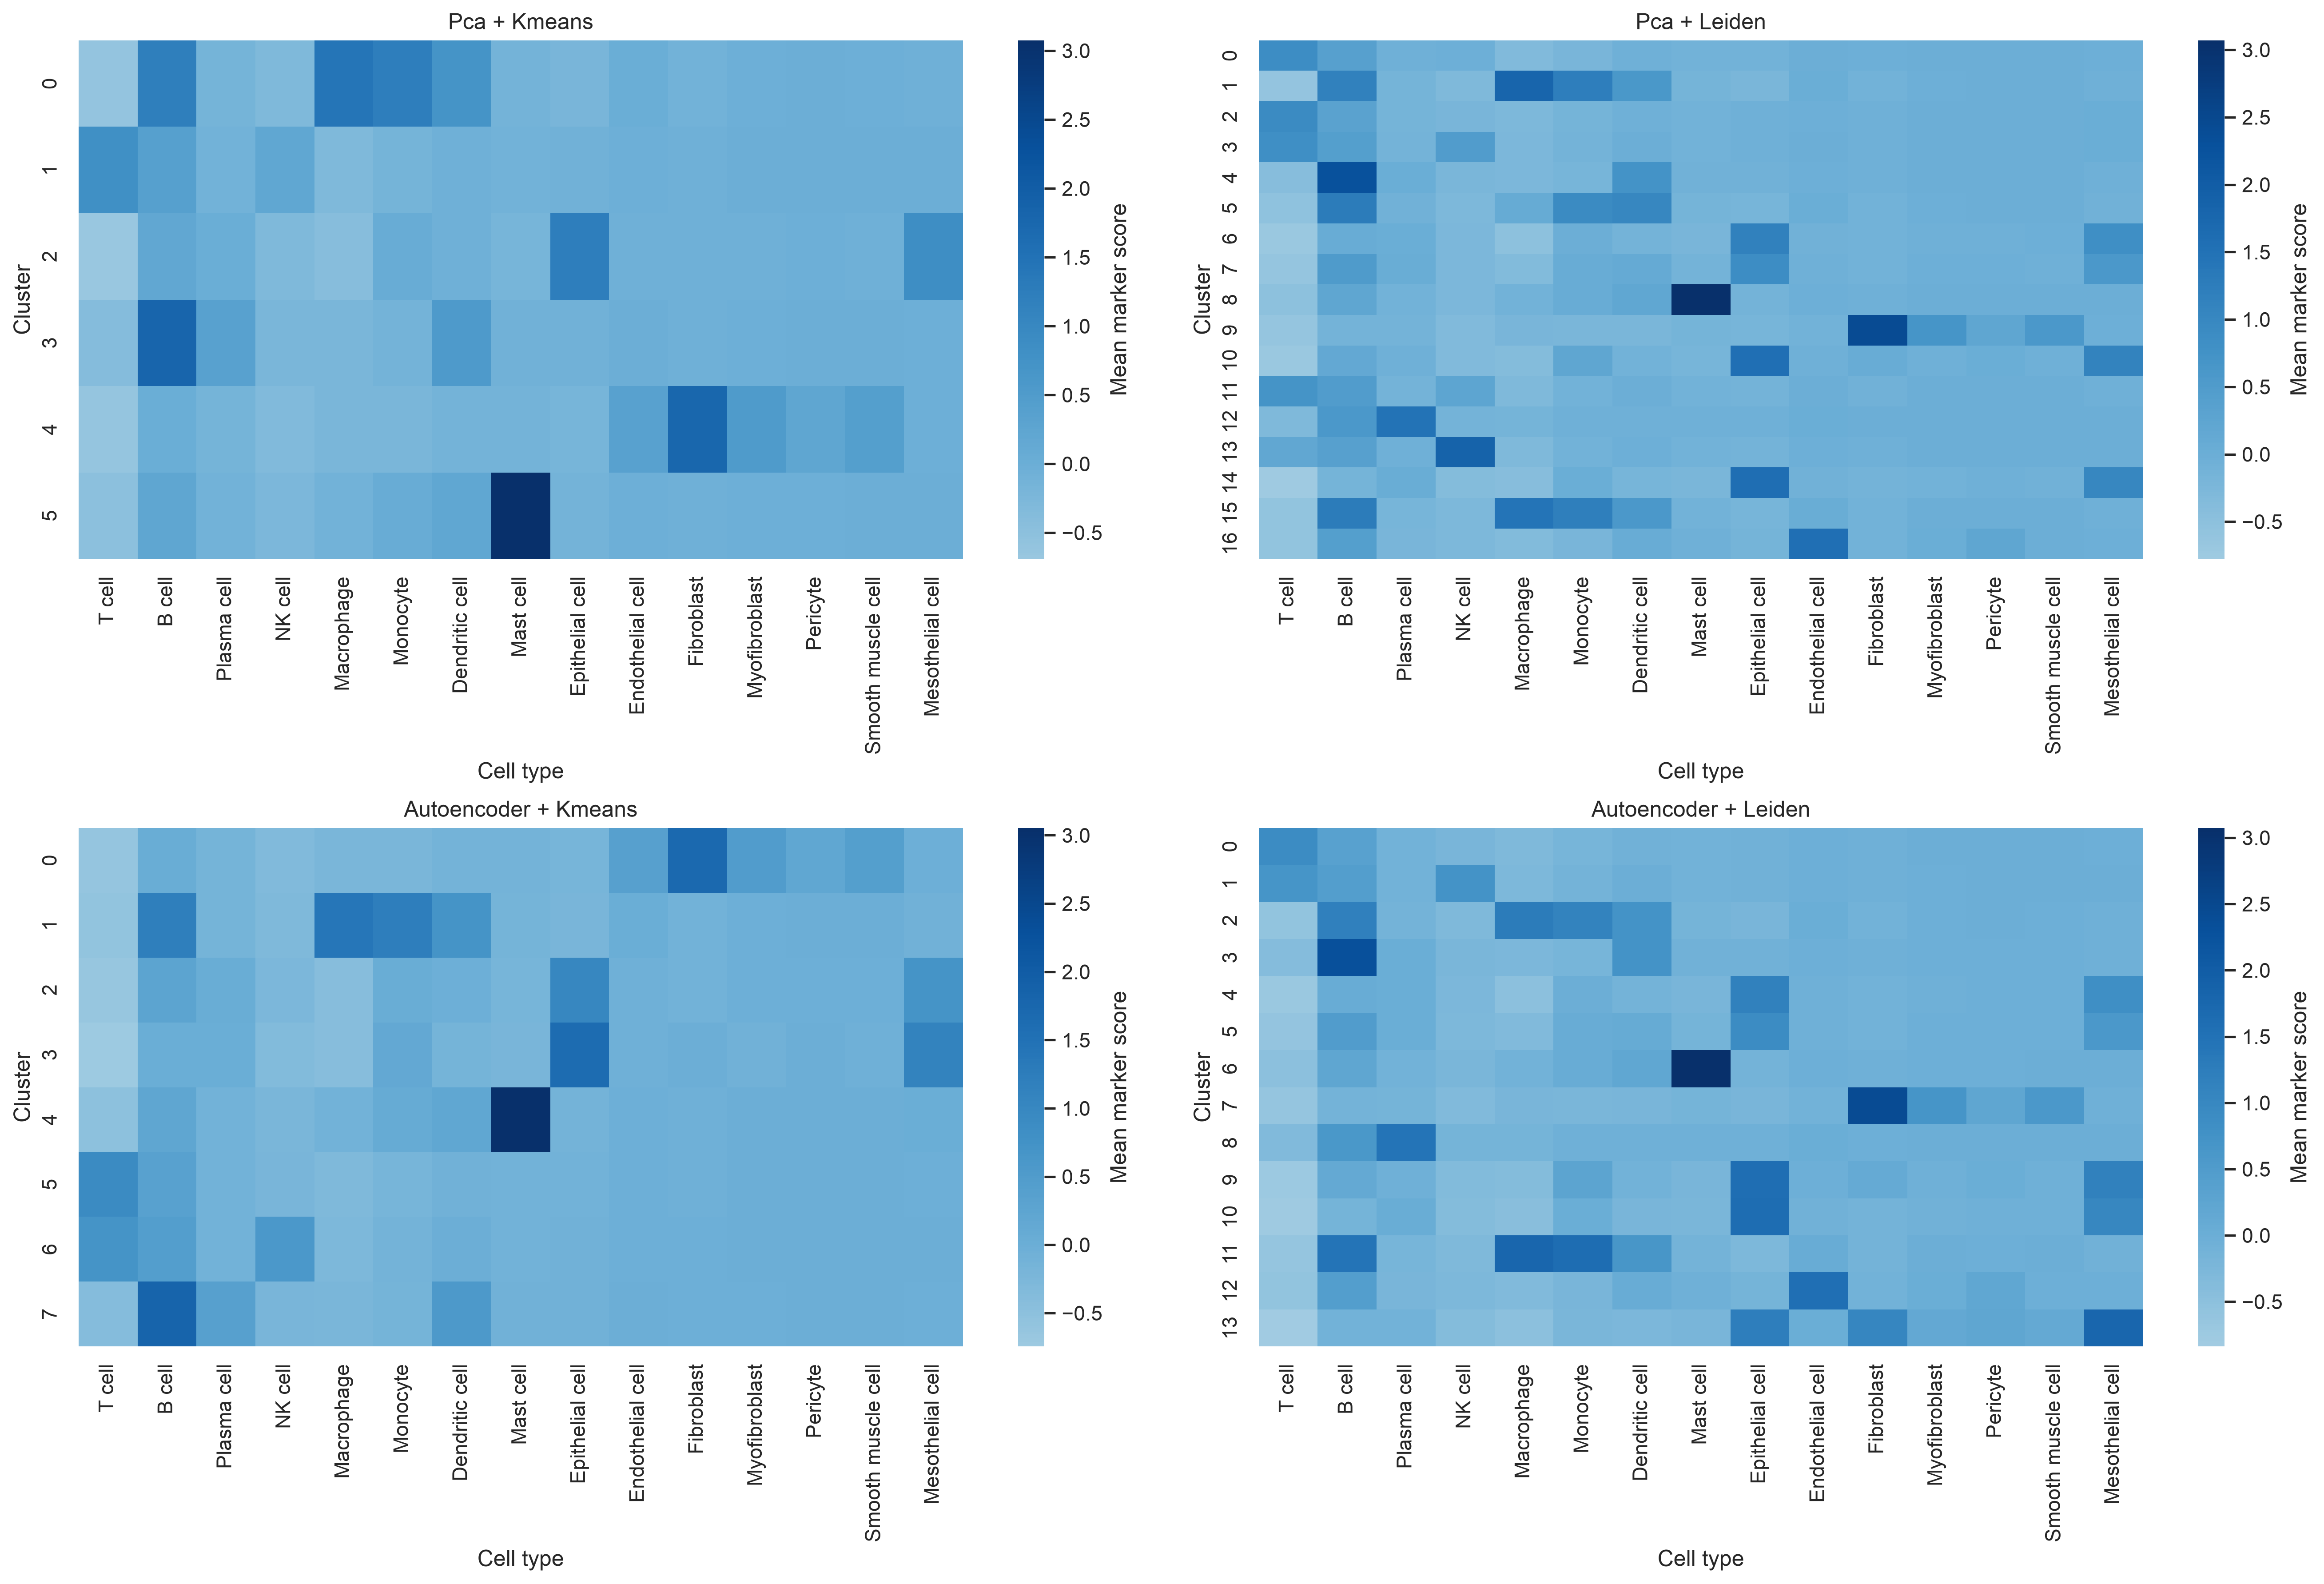 Pca + Kmeans
Cluster
0
1
2
3
4
5
T cell
B cell
Plasma cell
NK cell
Macrophage
Monocyte
Dendritic cell
Mast cell
Epithelial cell
Endothelial cell
Fibroblast
Myofibroblast
Pericyte
Smooth muscle cell
Mesothelial cell
Cell type
3.0
2.5
2.0
1.5
1.0
0.5
0.0
−0.5
Mean marker score
Pca + Leiden
Cluster
0
1
2
3
4
5
6
7
8
9
10
11
12
13
14
15
16
T cell
B cell
Plasma cell
NK cell
Macrophage
Monocyte
Dendritic cell
Mast cell
Epithelial cell
Endothelial cell
Fibroblast
Myofibroblast
Pericyte
Smooth muscle cell
Mesothelial cell
Cell type
3.0
2.5
2.0
1.5
1.0
0.5
0.0
−0.5
Mean marker score
Autoencoder + Kmeans
Cluster
0
1
2
3
4
5
6
7
T cell
B cell
Plasma cell
NK cell
Macrophage
Monocyte
Dendritic cell
Mast cell
Epithelial cell
Endothelial cell
Fibroblast
Myofibroblast
Pericyte
Smooth muscle cell
Mesothelial cell
Cell type
3.0
2.5
2.0
1.5
1.0
0.5
0.0
−0.5
Mean marker score
Autoencoder + Leiden
Cluster
0
1
2
3
4
5
6
7
8
9
10
11
12
13
T cell
B cell
Plasma cell
NK cell
Macrophage
Monocyte
Dendritic cell
Mast cell
Epithelial cell
Endothelial cell
Fibroblast
Myofibroblast
Pericyte
Smooth muscle cell
Mesothelial cell
Cell type
3.0
2.5
2.0
1.5
1.0
0.5
0.0
−0.5
Mean marker score